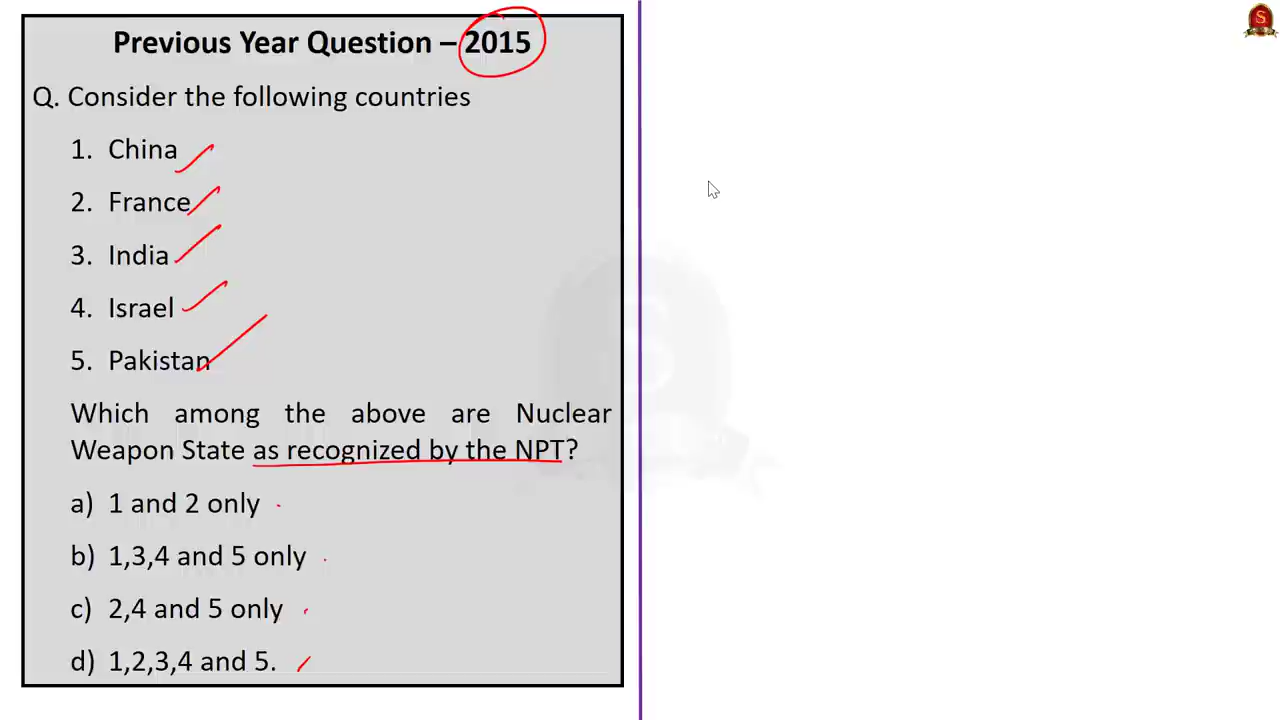 Previous Year Question – 2015
Q. Consider the following countries
1. China
2. France
3. India
4. Israel
5. Pakistan
Which among the above are Nuclear
Weapon State as recognized by the NPT?
a) 1 and 2 only
b) 1,3,4 and 5 only
c) 2,4 and 5 only
d) 1,2,3,4 and 5.
S